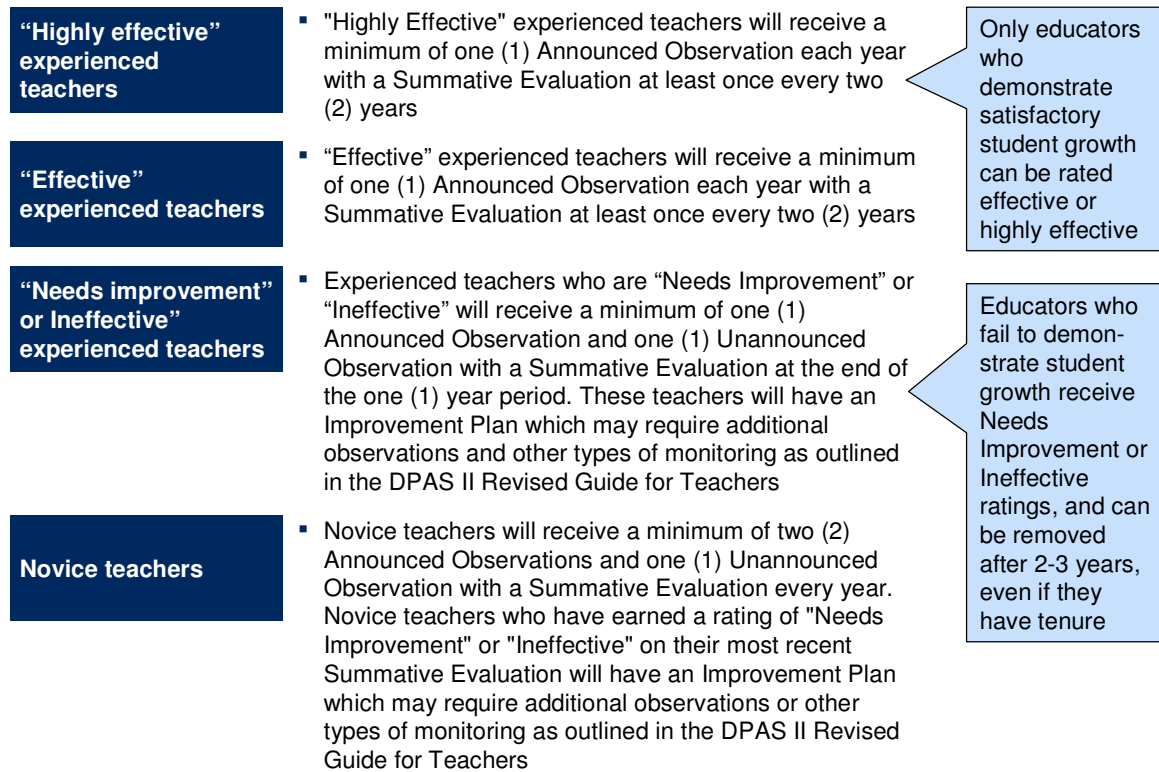 “Highly effective”
experienced
teachers
▪ "Highly Effective" experienced teachers will receive a
minimum of one (1) Announced Observation each year
with a Summative Evaluation at least once every two
(2) years
Only educators
who
demonstrate
satisfactory
student growth
can be rated
effective or
highly effective
“Effective”
experienced teachers
▪ “Effective” experienced teachers will receive a minimum
of one (1) Announced Observation each year with a
Summative Evaluation at least once every two (2) years
“Needs improvement”
or Ineffective”
experienced teachers
▪ Experienced teachers who are “Needs Improvement” or
“Ineffective” will receive a minimum of one (1)
Announced Observation and one (1) Unannounced
Observation with a Summative Evaluation at the end of
the one (1) year period. These teachers will have an
Improvement Plan which may require additional
observations and other types of monitoring as outlined
in the DPAS II Revised Guide for Teachers
Educators who
fail to demon-
strate student
growth receive
Needs
Improvement or
Ineffective
ratings, and can
be removed
after 2-3 years,
even if they
have tenure
Novice teachers
▪ Novice teachers will receive a minimum of two (2)
Announced Observations and one (1) Unannounced
Observation with a Summative Evaluation every year.
Novice teachers who have earned a rating of "Needs
Improvement" or "Ineffective" on their most recent
Summative Evaluation will have an Improvement Plan
which may require additional observations or other
types of monitoring as outlined in the DPAS II Revised
Guide for Teachers